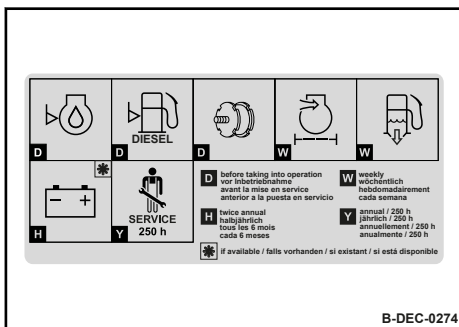 DIESEL
D
D
D
W
W
SERVICE
250 h
H
Y
D
before taking into operation
vor Inbetriebnahme
avant la mise en service
anterior a la puesta en servicio
W
weekly
wöchentlich
hebdomadairement
cada semana
H
twice annual
halbjährlich
tous les 6 mois
cada 6 meses
Y
annual / 250 h
jährlich / 250 h
annuellement / 250 h
anualmente / 250 h
if available / falls vorhanden / si existant / si está disponible
B-DEC-0274